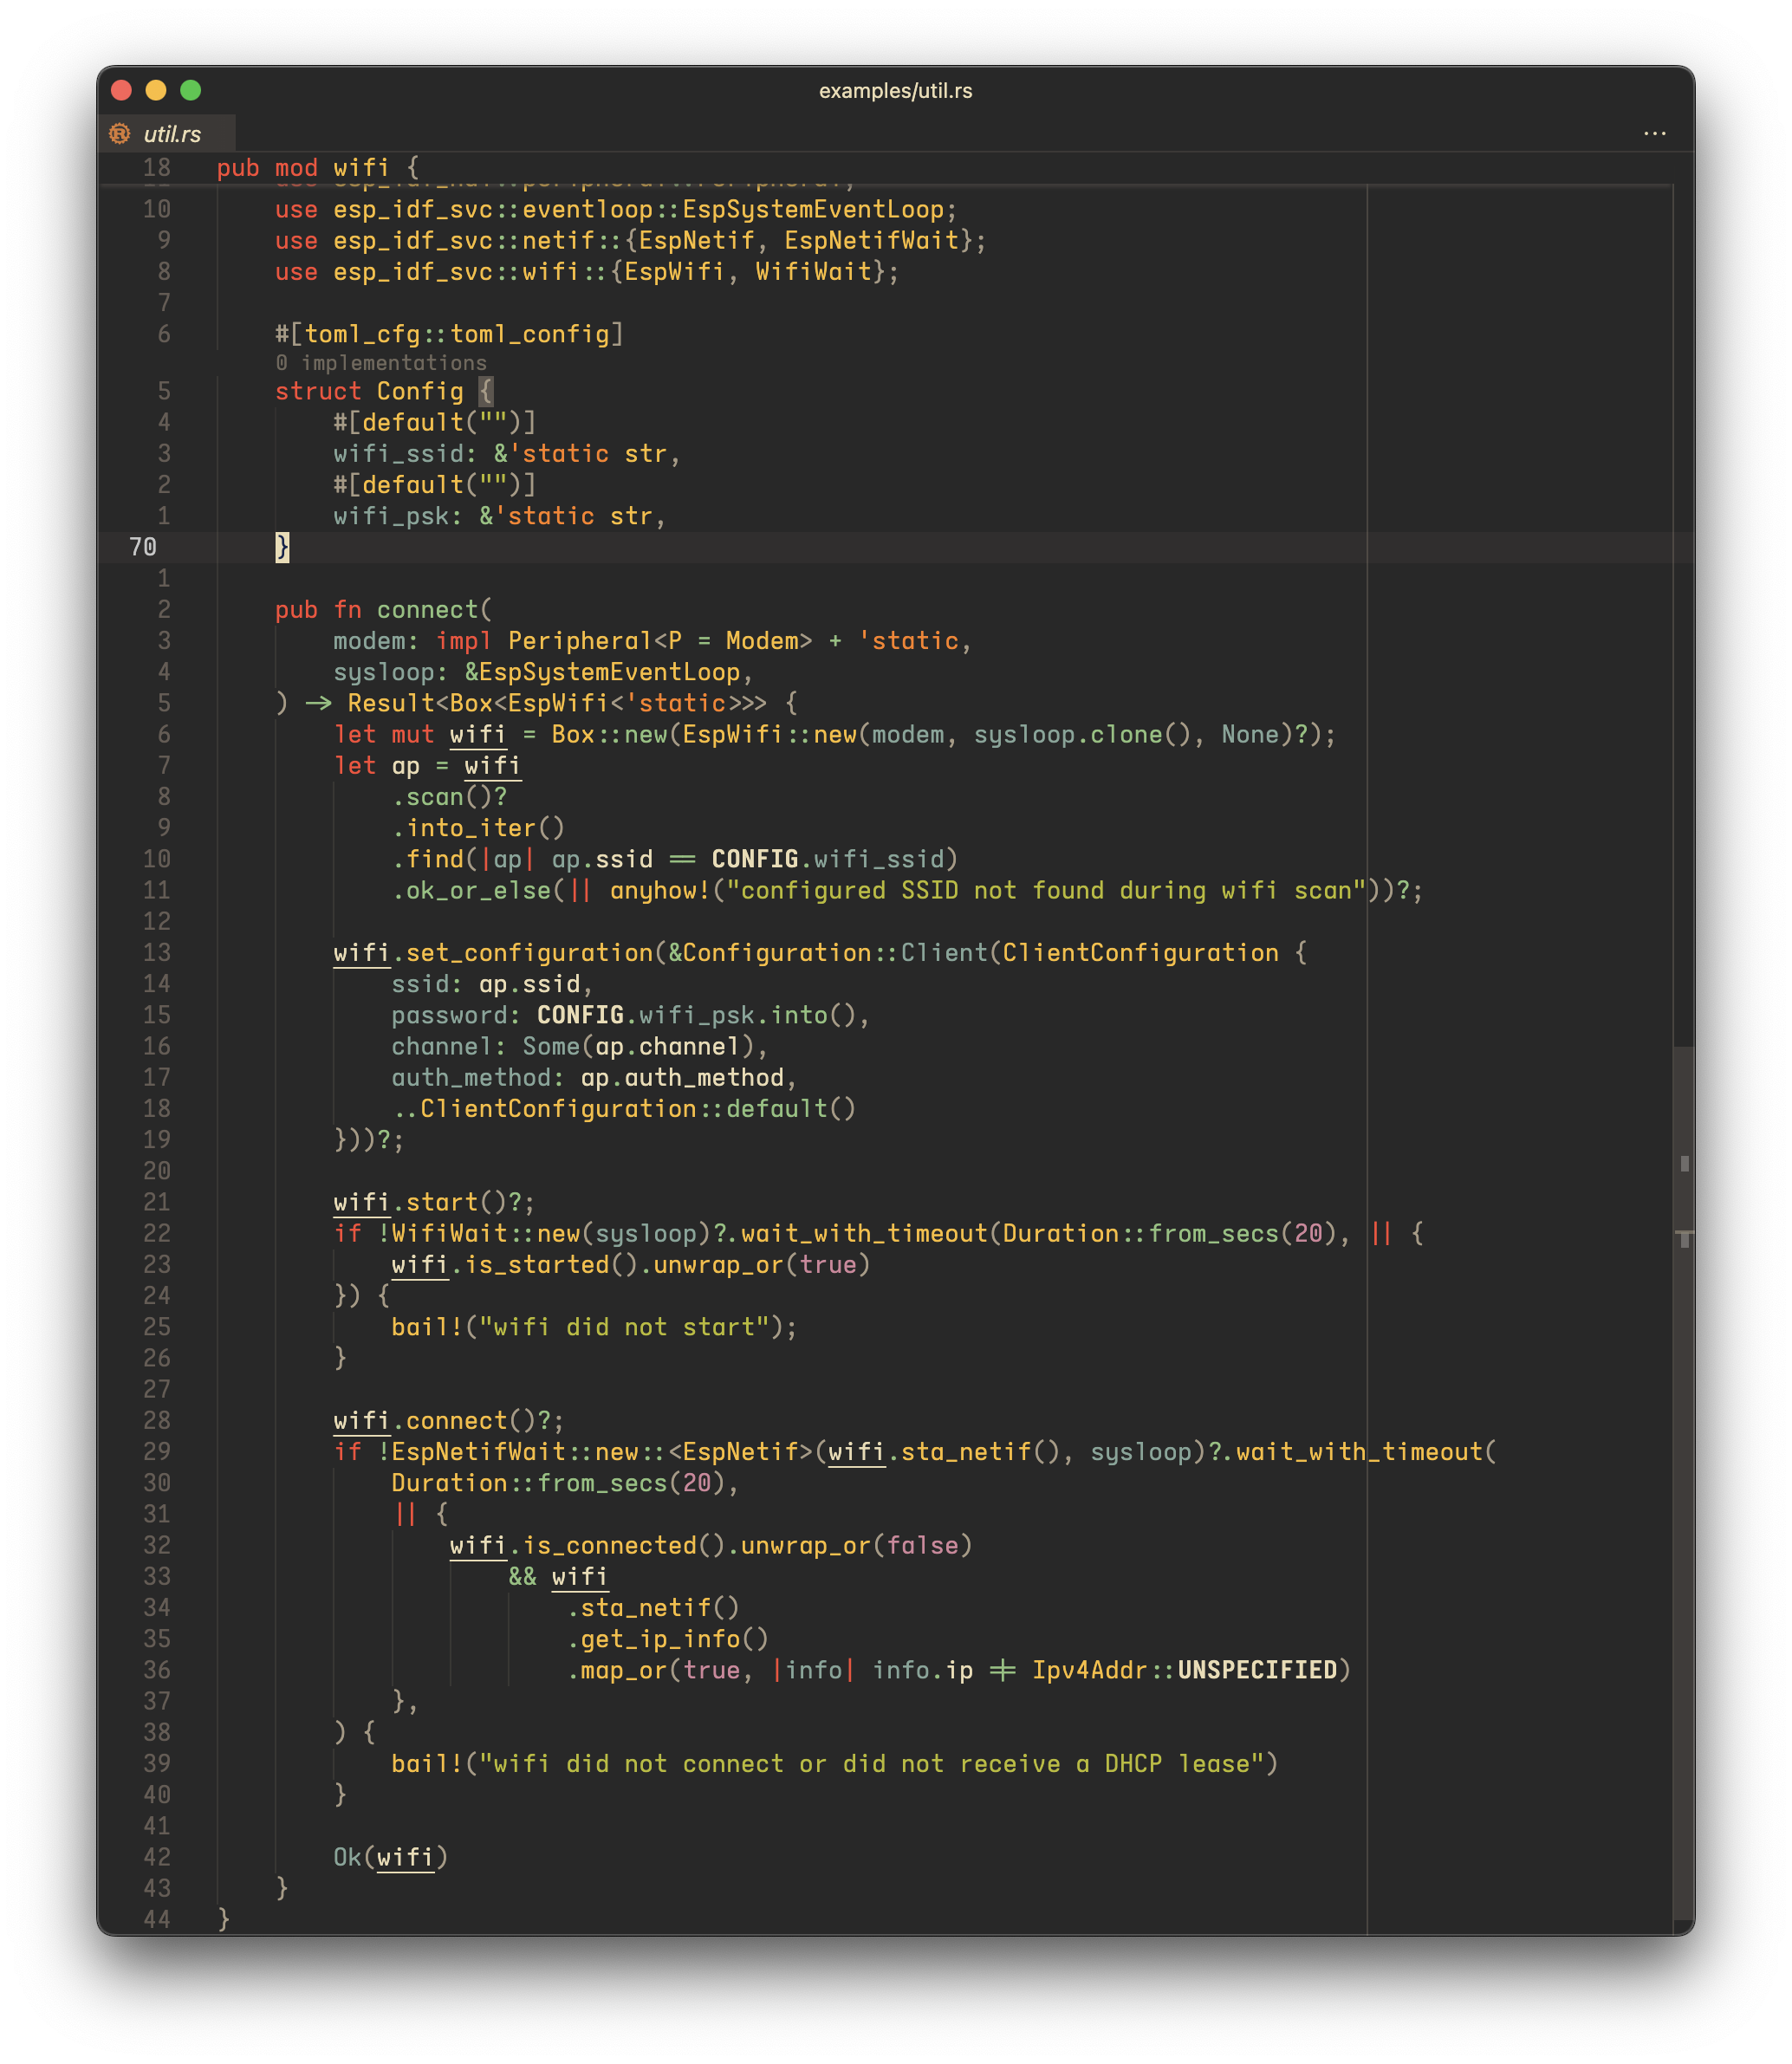 examples/util.rs
util.rs
...
18 pub mod wifi {
10 use esp_idf_svc::eventloop::EspSystemEventLoop;
9 use esp_idf_svc::netif::{EspNetif, EspNetifWait};
8 use esp_idf_svc::wifi::{EspWifi, WifiWait};
7
6 #[toml_cfg::toml_config]
0 implementations
5 struct Config {
4 #[default("")]
3 wifi_ssid: &'static str,
2 #[default("")]
1 wifi_psk: &'static str,
70 }
1
2 pub fn connect(
3 modem: impl Peripheral<P = Modem> + 'static,
4 sysloop: &EspSystemEventLoop,
5 ) -> Result<Box<EspWifi<'static>>> {
6 let mut wifi = Box::new(EspWifi::new(modem, sysloop.clone(), None)?);
7 let ap = wifi
8 .scan()?
9 .into_iter()
10 .find(|ap| ap.ssid == CONFIG.wifi_ssid)
11 .ok_or_else(|| anyhow!("configured SSID not found during wifi scan"))?;
12
13 wifi.set_configuration(&Configuration::Client(ClientConfiguration {
14 ssid: ap.ssid,
15 password: CONFIG.wifi_psk.into(),
16 channel: Some(ap.channel),
17 auth_method: ap.auth_method,
18 ..ClientConfiguration::default()
19 }))?;
20
21 wifi.start()?;
22 if !WifiWait::new(sysloop)?.wait_with_timeout(Duration::from_secs(20), || {
23 wifi.is_started().unwrap_or(true)
24 }) {
25 bail!("wifi did not start");
26 }
27
28 wifi.connect()?;
29 if !EspNetifWait::new::<EspNetif>(wifi.sta_netif(), sysloop)?.wait_with_timeout(
30 Duration::from_secs(20),
31 || {
32 wifi.is_connected().unwrap_or(false)
33 && wifi
34 .sta_netif()
35 .get_ip_info()
36 .map_or(true, |info| info.ip != Ipv4Addr::UNSPECIFIED)
37 },
38 ) {
39 bail!("wifi did not connect or did not receive a DHCP lease")
40 }
41
42 Ok(wifi)
43 }
44 }